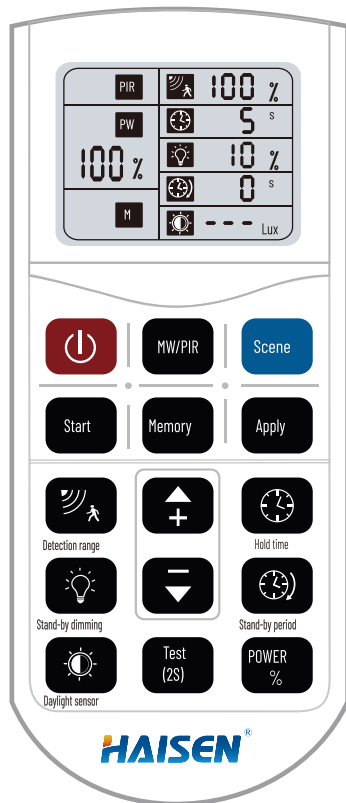 PIR
100 %
PW
5 s
100 %
10 %
0 s
M
--- Lux
MW/PIR
Scene
Start
Memory
Apply
+
Detection range
Hold time
−
Stand-by dimming
Stand-by period
Test
(2S)
POWER
%
Daylight sensor
HAISEN®